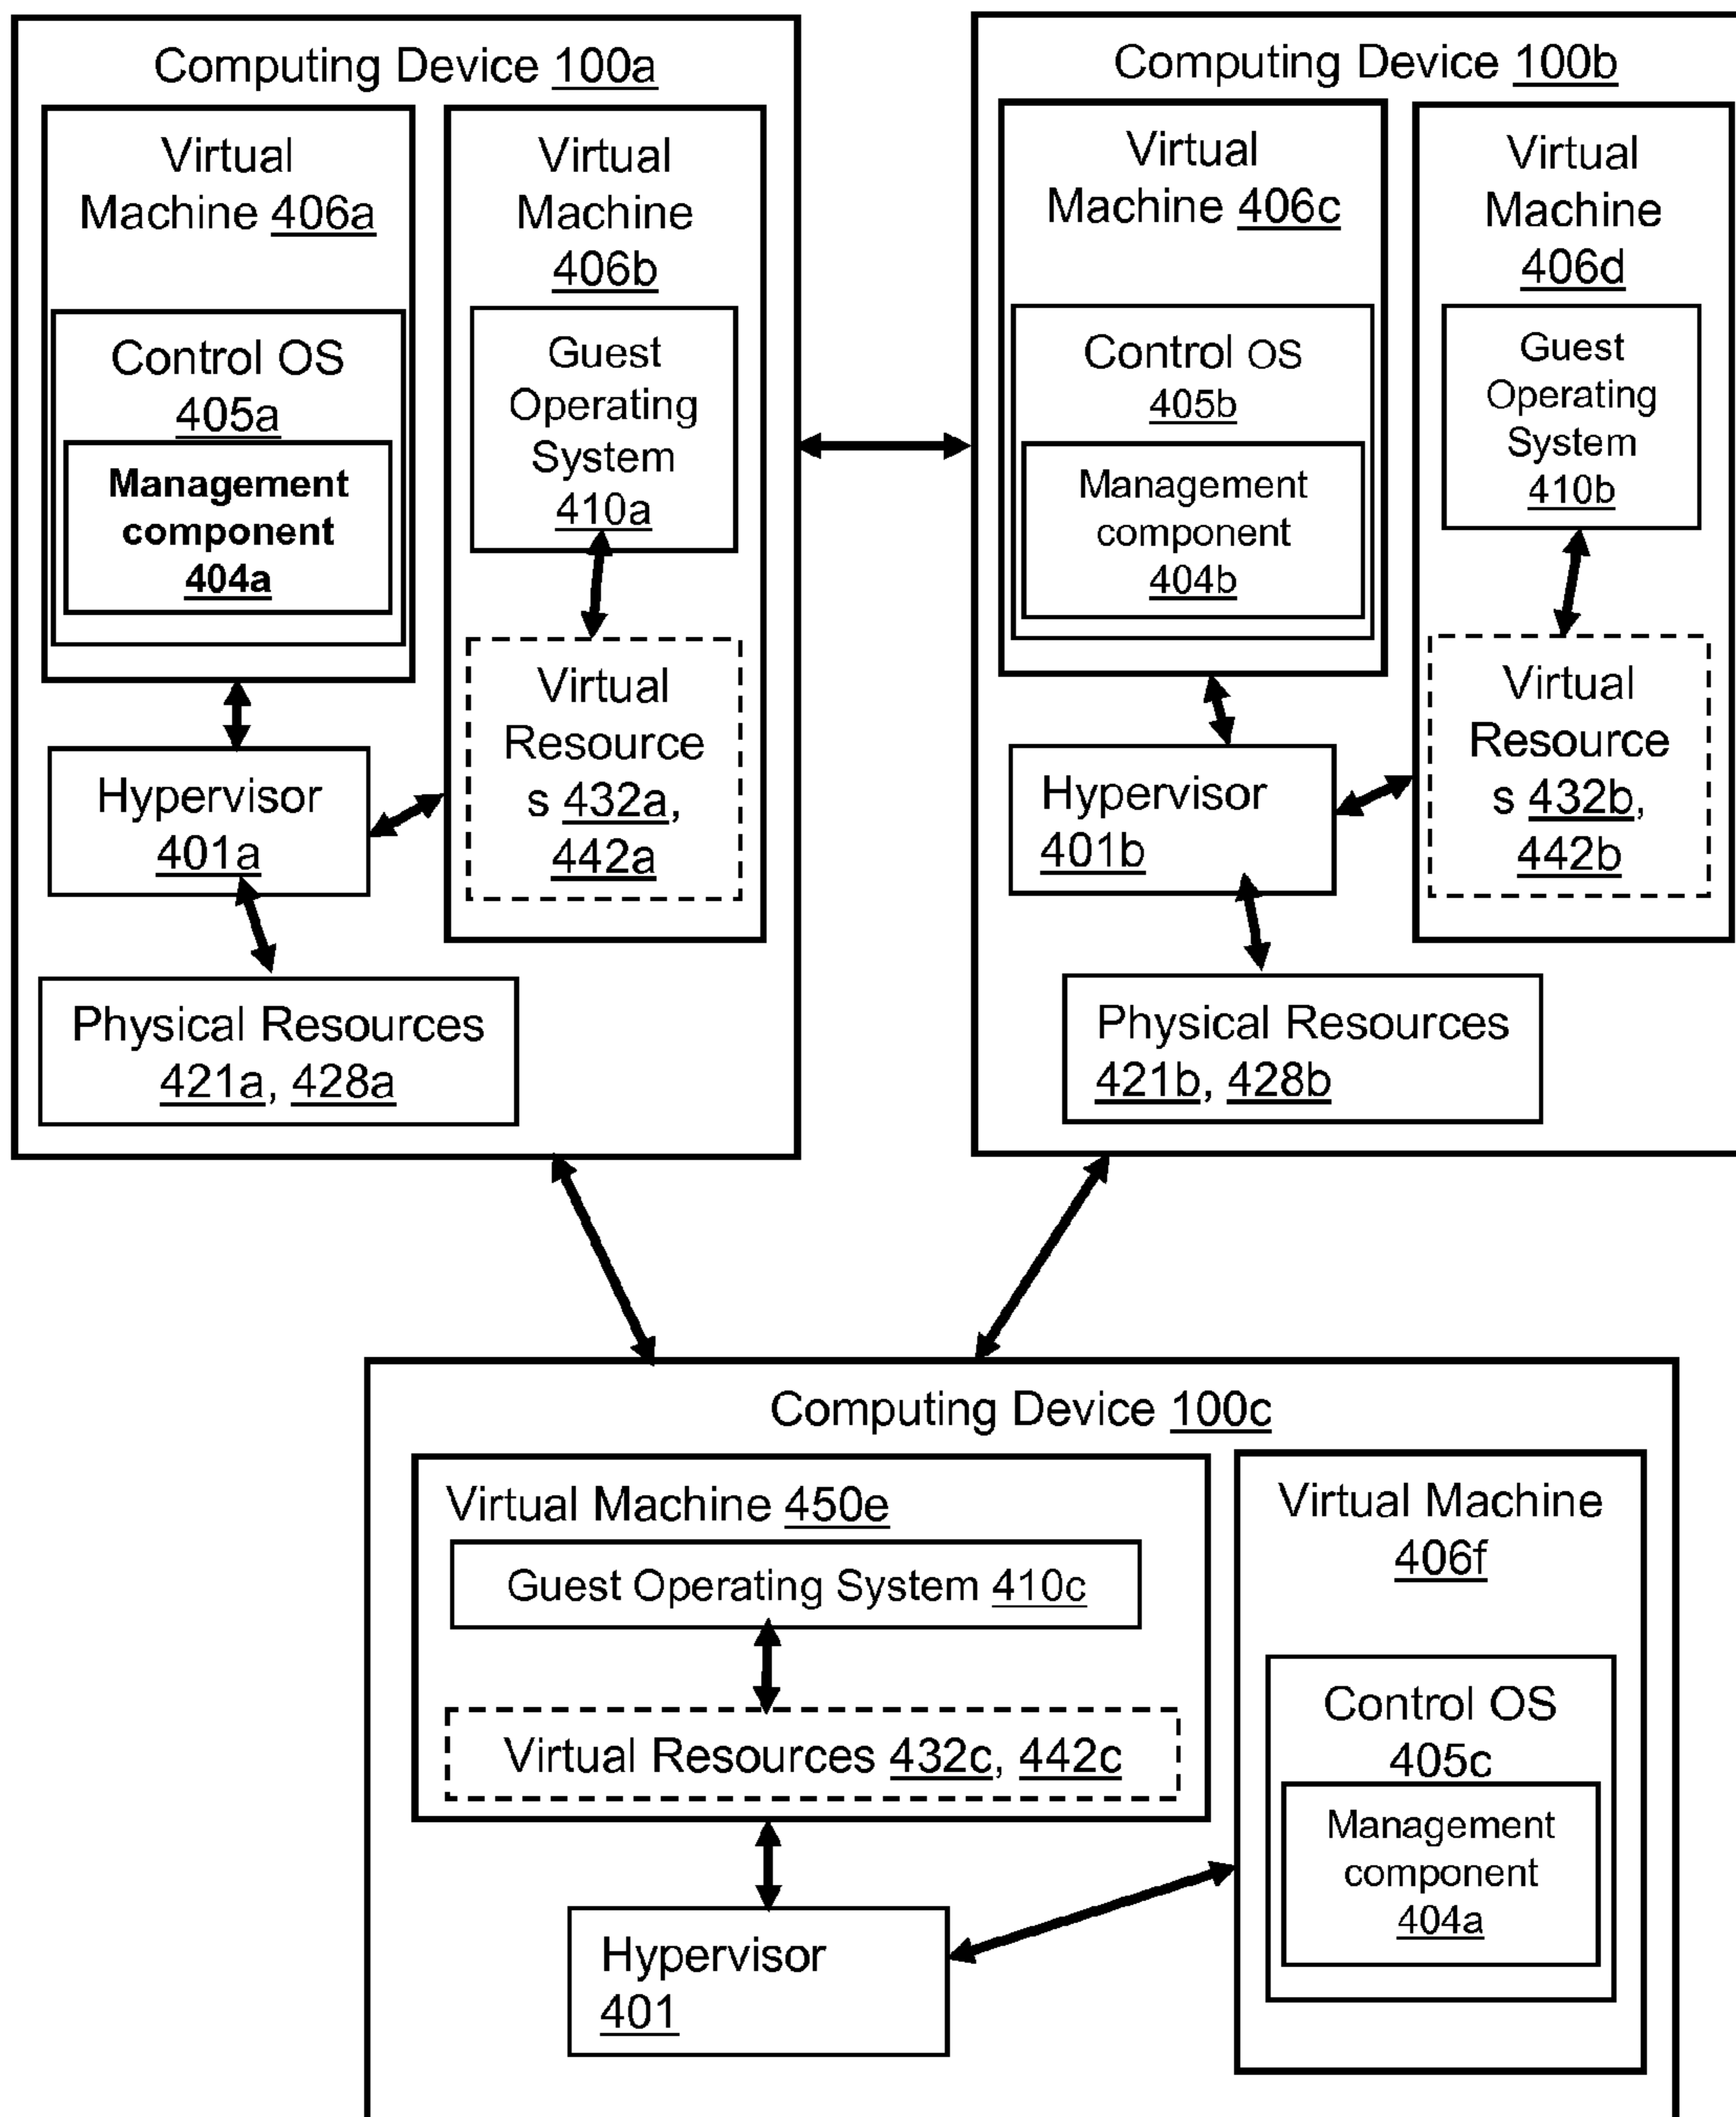 Computing Device 100a
Virtual
Machine 406a
Control OS
405a
Management
component
404a
Virtual
Machine
406b
Guest
Operating
System
410a
Virtual
Resource
s 432a,
442a
Hypervisor
401a
Physical Resources
421a, 428a
Computing Device 100b
Virtual
Machine 406c
Control OS
405b
Management
component
404b
Virtual
Machine
406d
Guest
Operating
System
410b
Virtual
Resource
s 432b,
442b
Hypervisor
401b
Physical Resources
421b, 428b
Computing Device 100c
Virtual Machine 450e
Guest Operating System 410c
Virtual Resources 432c, 442c
Virtual Machine
406f
Control OS
405c
Management
component
404a
Hypervisor
401